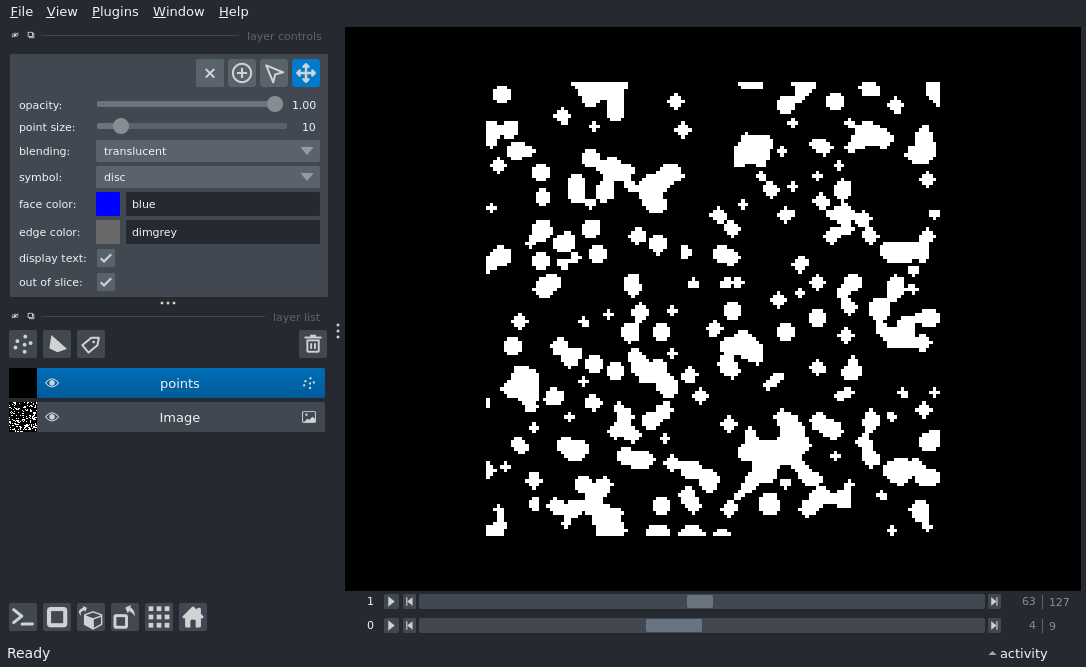 File View Plugins Window Help
layer controls
opacity: 1.00
point size: 10
blending: translucent
symbol: disc
face color: blue
edge color: dimgrey
display text:
out of slice:
layer list
points
Image
1 63 | 127
0 4 | 9
Ready activity